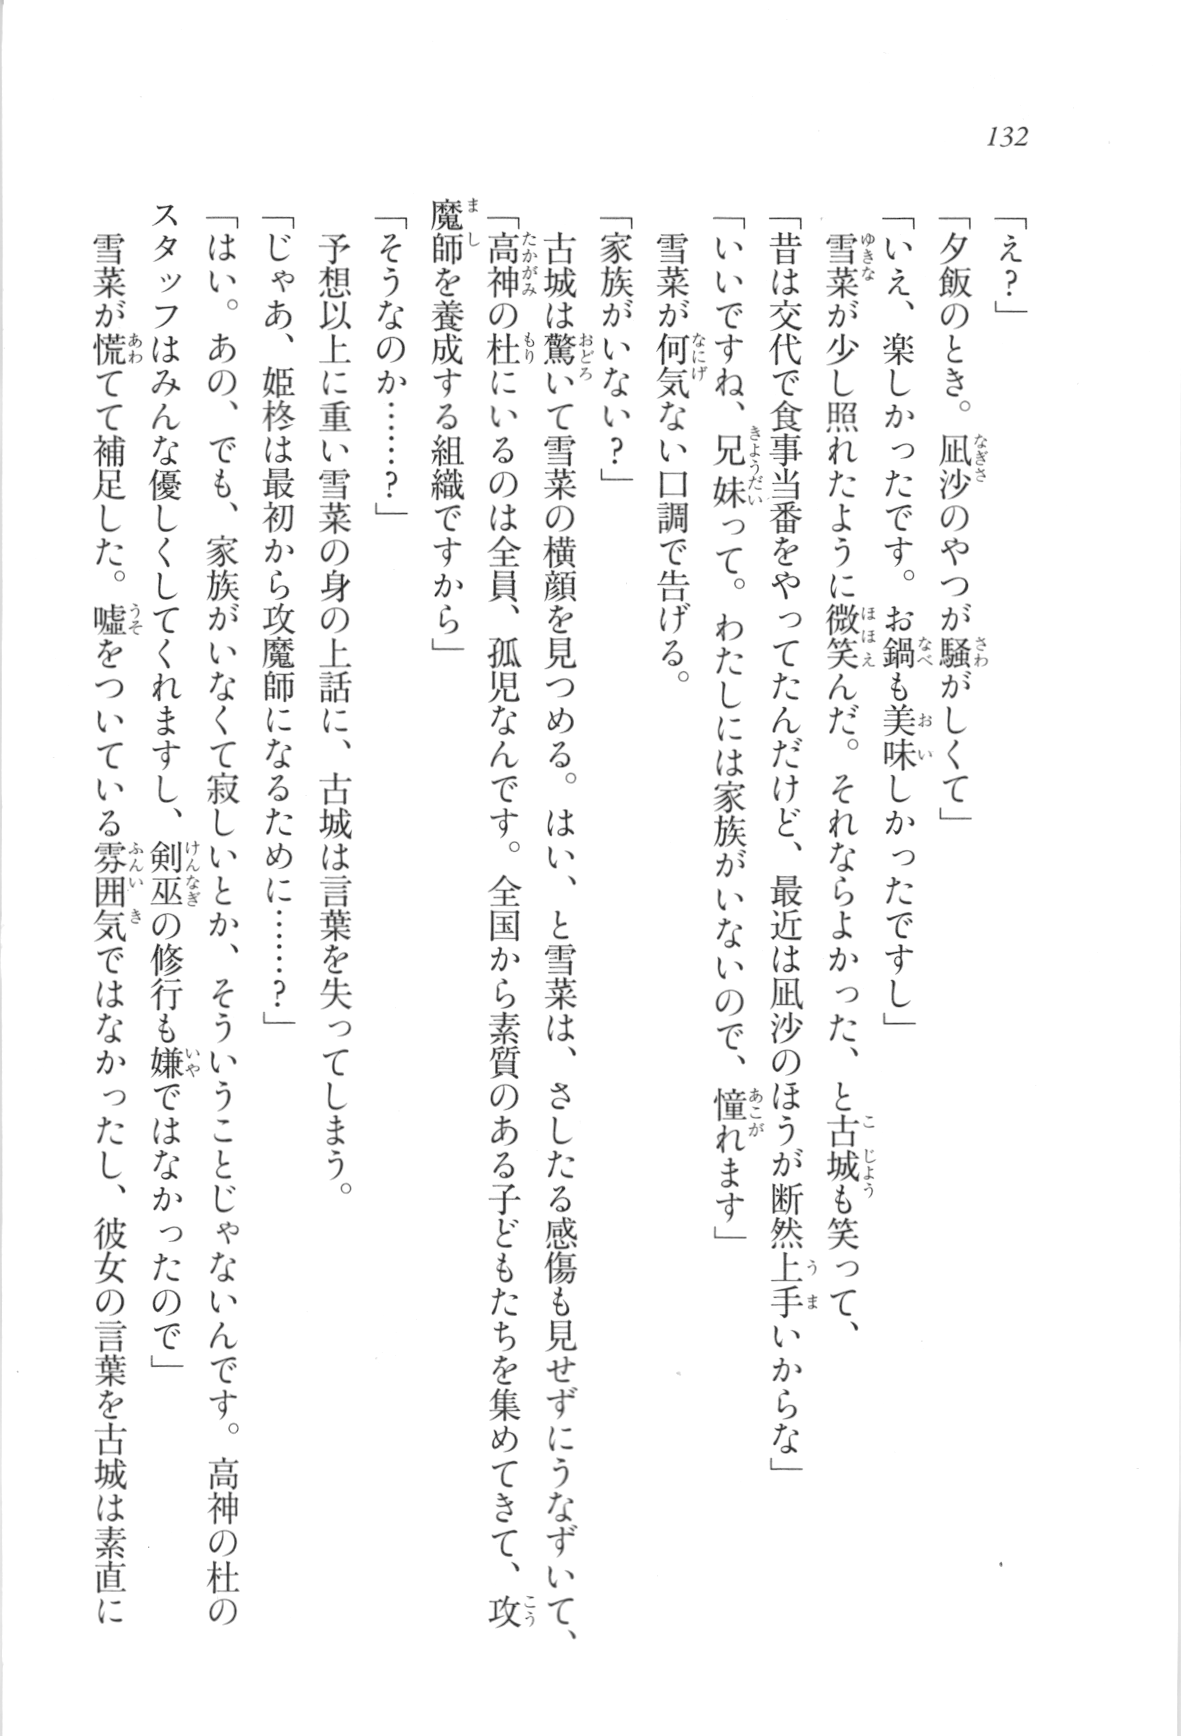 132
「え？」
「夕飯のとき。凪沙のやつが騒がしくて」
「いえ、楽しかったです。お鍋も美味しかったですし」
雪菜が少し照れたように微笑んだ。それならよかった、と古城も笑って、
「昔は交代で食事当番をやってたんだけど、最近は凪沙のほうが断然上手いからな」
「いいですね、兄妹って。わたしには家族がいないので、憧れます」
雪菜が何気ない口調で告げる。
「家族がいない？」
古城は驚いて雪菜の横顔を見つめる。はい、と雪菜は、さしたる感傷も見せずにうなずいて、
「高神の杜にいるのは全員、孤児なんです。全国から素質のある子どもたちを集めてきて、攻
魔師を養成する組織ですから」
「そうなのか……？」
予想以上に重い雪菜の身の上話に、古城は言葉を失ってしまう。
「じゃあ、姫柊は最初から攻魔師になるために……？」
「はい。あの、でも、家族がいなくて寂しいとか、そういうことじゃないんです。高神の杜の
スタッフはみんな優しくしてくれますし、剣巫の修行も嫌ではなかったので」
雪菜が慌てて補足した。嘘をついている雰囲気ではなかったし、彼女の言葉を古城は素直に